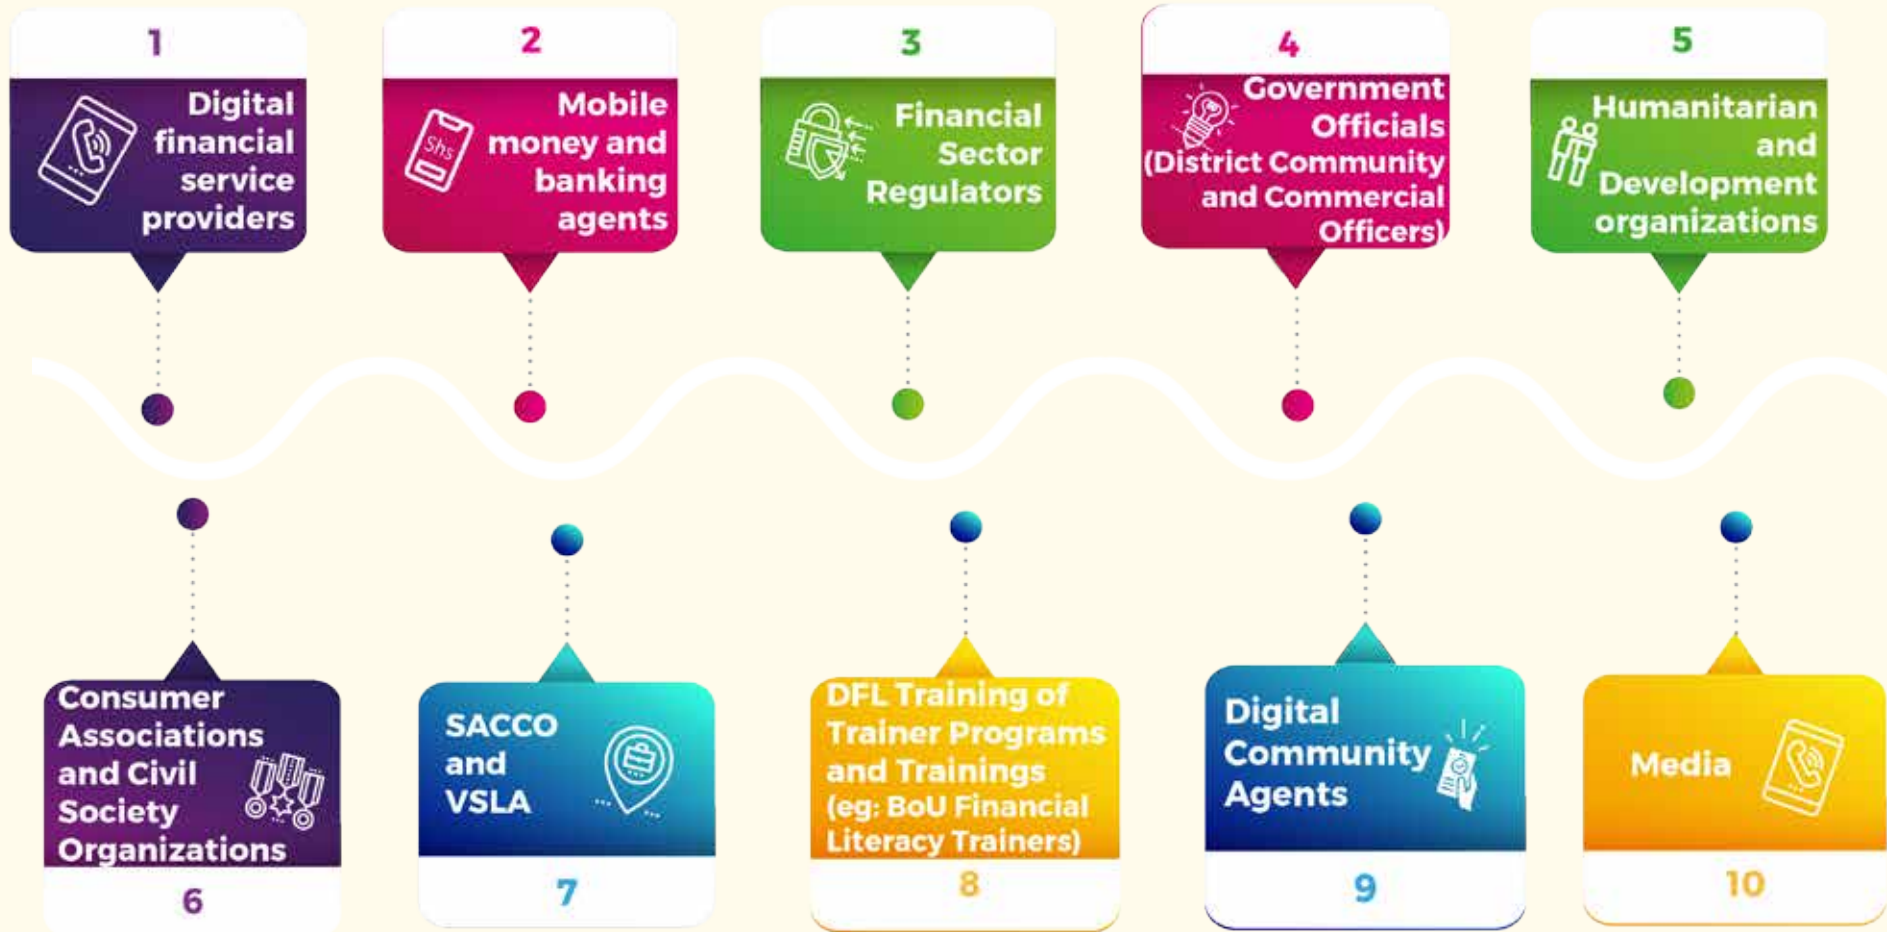 1
Digital
financial
service
providers
2
Shs
Mobile
money and
banking
agents
3
Financial
Sector
Regulators
4
Government
Officials
(District Community
and Commercial
Officers)
5
Humanitarian
and
Development
organizations
Consumer
Associations
and Civil
Society
Organizations
6
SACCO
and
VSLA
7
DFL Training of
Trainer Programs
and Trainings
(eg: BoU Financial
Literacy Trainers)
8
Digital
Community
Agents
9
Media
10